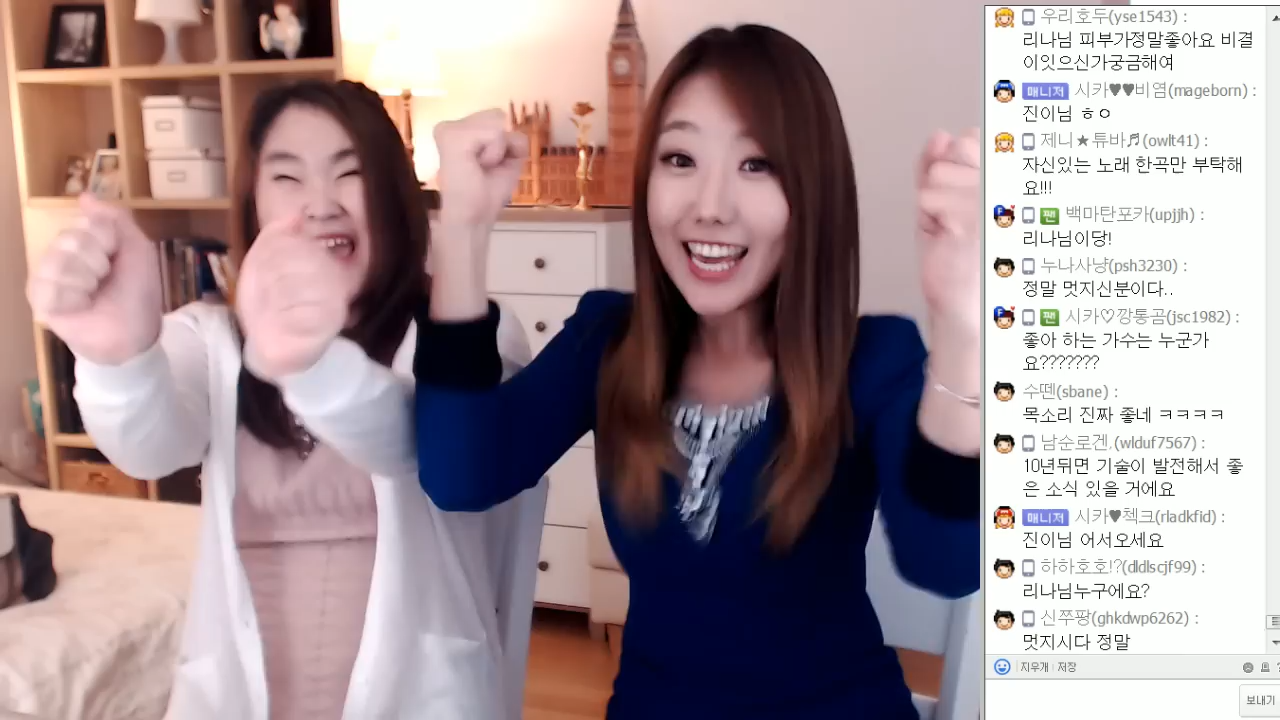 우리호두(yse1543) :
리나님 피부가정말좋아요 비결
이잇으신가궁금해여
매니저 시카♥♥비염(mageborn) :
진이님 ㅎㅇ
제니★튜바♬(owlt41) :
자신있는 노래 한곡만 부탁해
요!!!
팬 백마탄포카(upjjh) :
리나님이당!
누나사냥(psh3230) :
정말 멋지신분이다..
팬 시카♡깡통곰(jsc1982) :
좋아 하는 가수는 누군가
요???????
수뗀(sbane) :
목소리 진짜 좋네 ㅋㅋㅋㅋ
남순로겐.(wlduf7567) :
10년뒤면 기술이 발전해서 좋
은 소식 있을 거에요
매니저 시카♥첵크(rladkfid) :
진이님 어서오세요
하하호호!?(dldlscjf99) :
리나님누구에요?
신쭈팡(ghkdwp6262) :
멋지시다 정말
지우개 | 저장
보내기